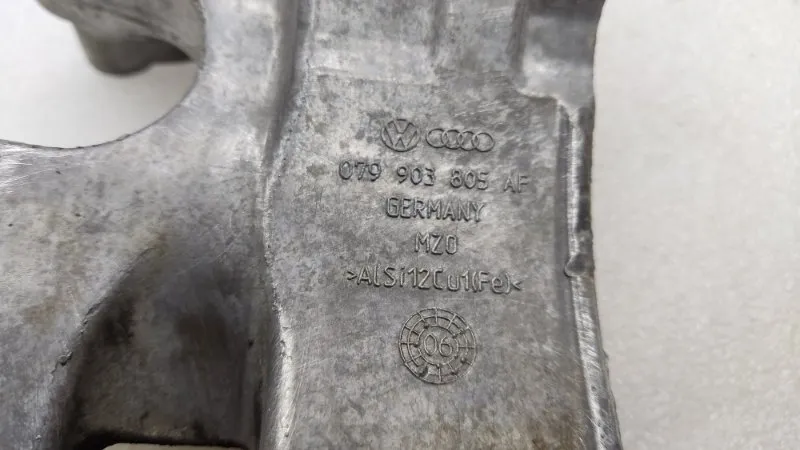 079 903 805 AF
GERMANY
MZO
>AlSi12Cu1(Fe)<
06